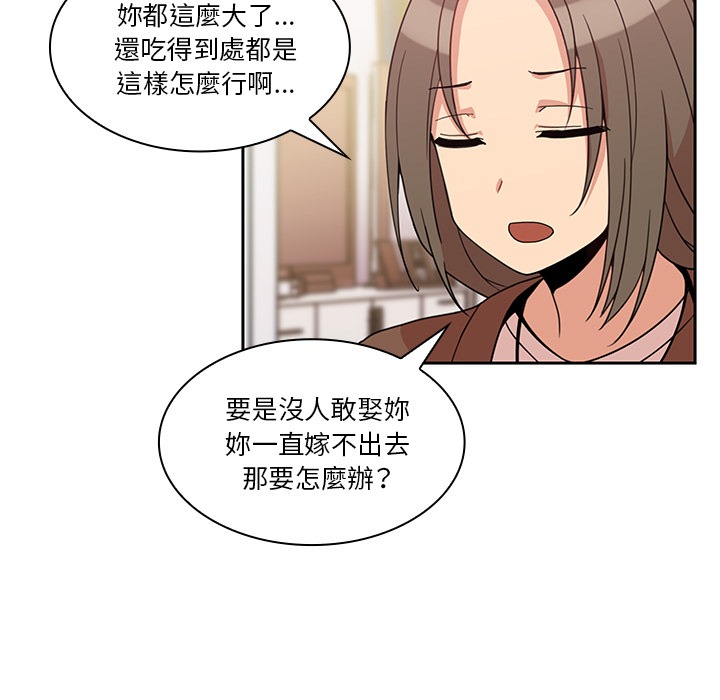 妳都這麼大了...
還吃得到處都是
這樣怎麼行啊...
要是沒人敢娶妳
妳一直嫁不出去
那要怎麼辦？